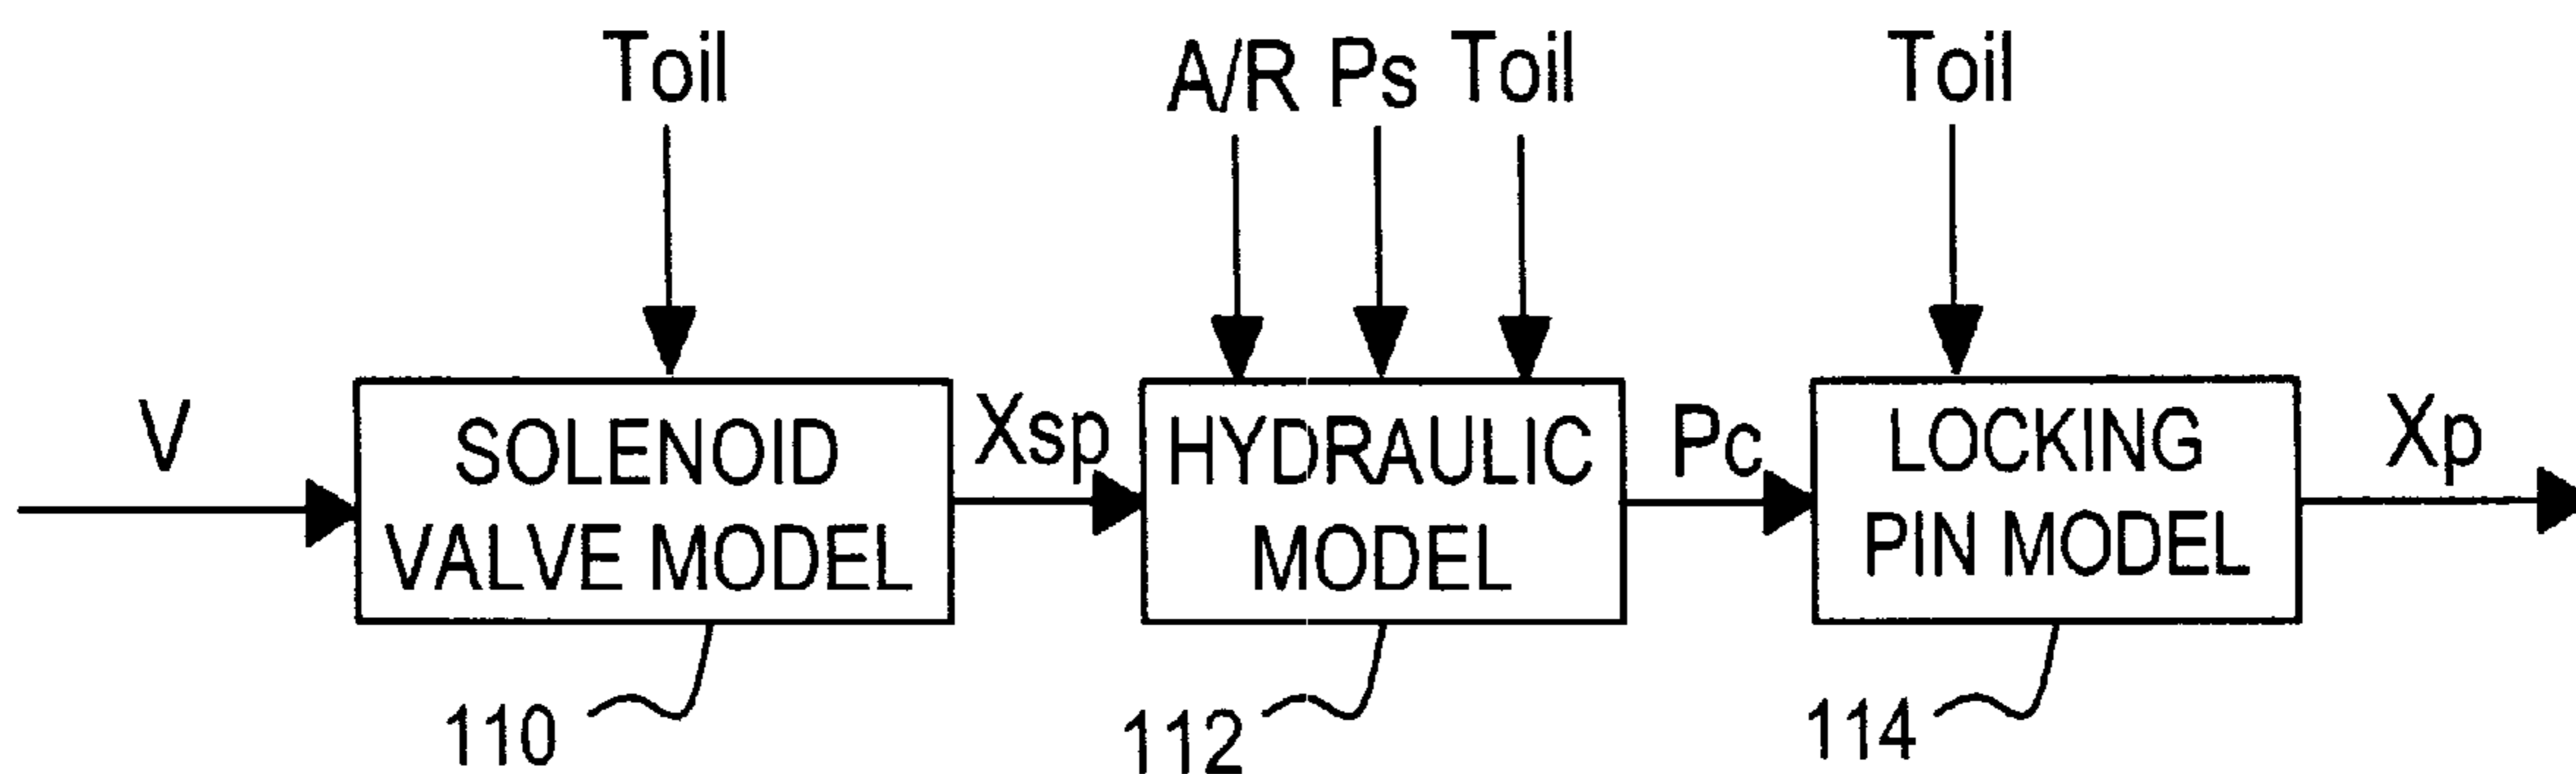 Toil
A/R Ps Toil
Toil
V
SOLENOID
VALVE MODEL
Xsp
HYDRAULIC
MODEL
Pc
LOCKING
PIN MODEL
Xp
110
112
114